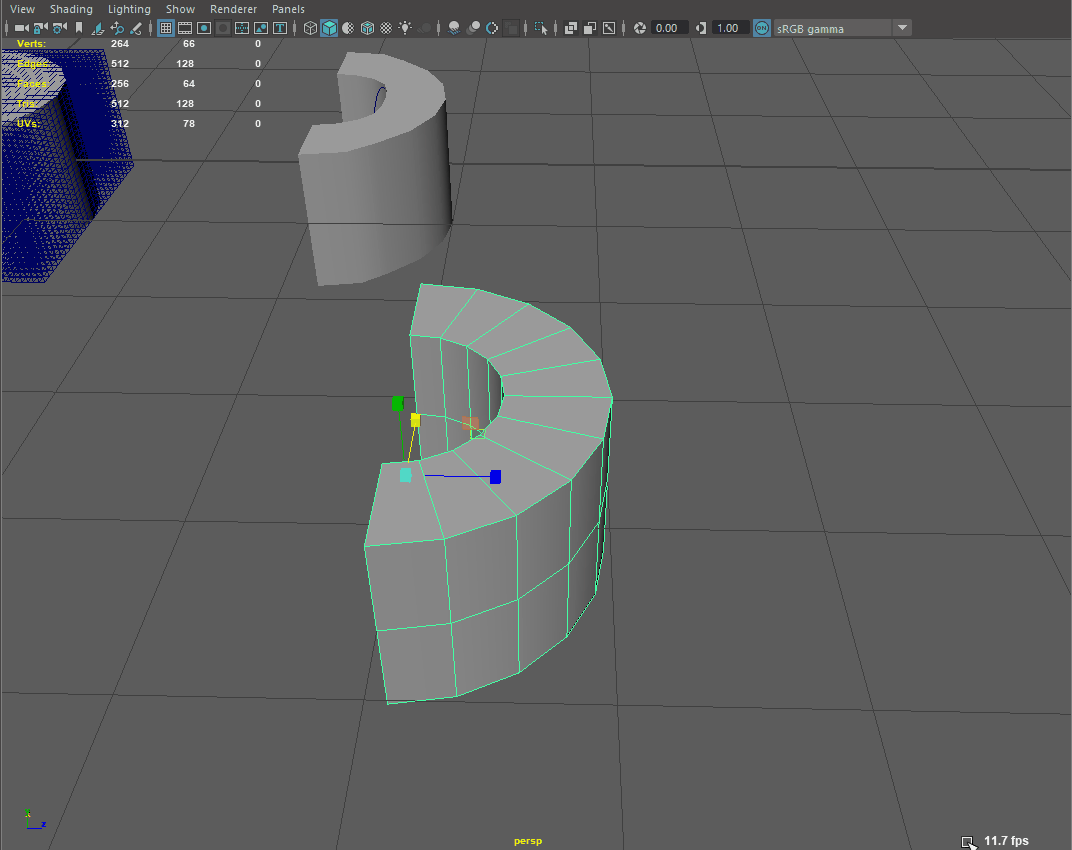 View Shading Lighting Show Renderer Panels
0.00 1.00 ON sRGB gamma
Verts: 264 66 0
Edges: 512 128 0
Faces: 256 64 0
Tris: 512 128 0
UVs: 312 78 0
z
persp
11.7 fps